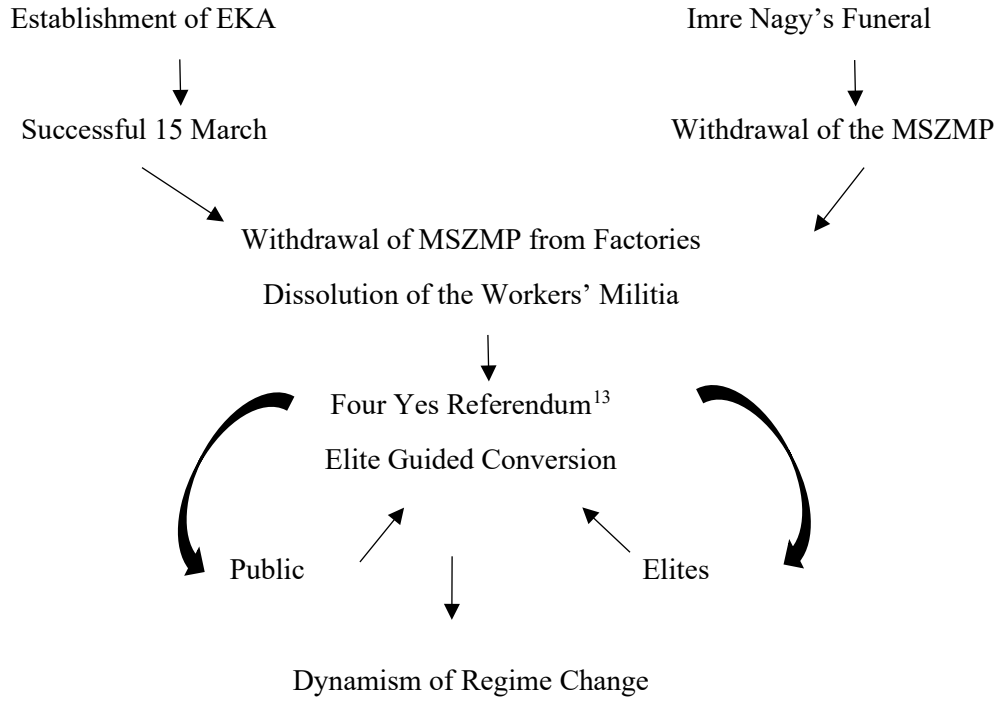 Establishment of EKA
Imre Nagy’s Funeral
Successful 15 March
Withdrawal of the MSZMP
Withdrawal of MSZMP from Factories
Dissolution of the Workers’ Militia
Four Yes Referendum¹³
Elite Guided Conversion
Public
Elites
Dynamism of Regime Change